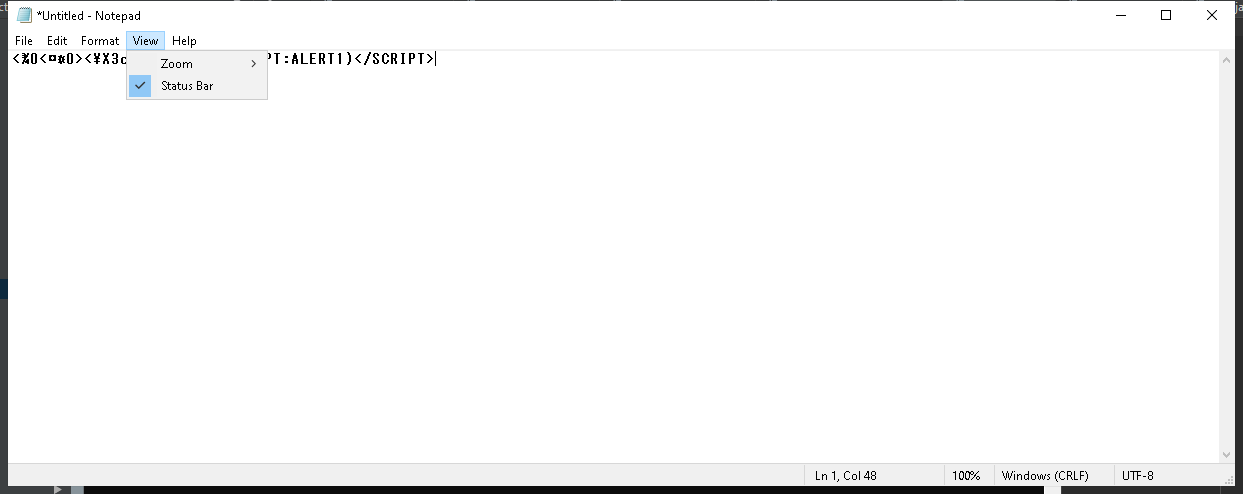 *Untitled - Notepad
File Edit Format View Help
<%0<¤*0><¥X3c PT:ALERT1)</SCRIPT>
Zoom
Status Bar
Ln 1, Col 48 100% Windows (CRLF) UTF-8